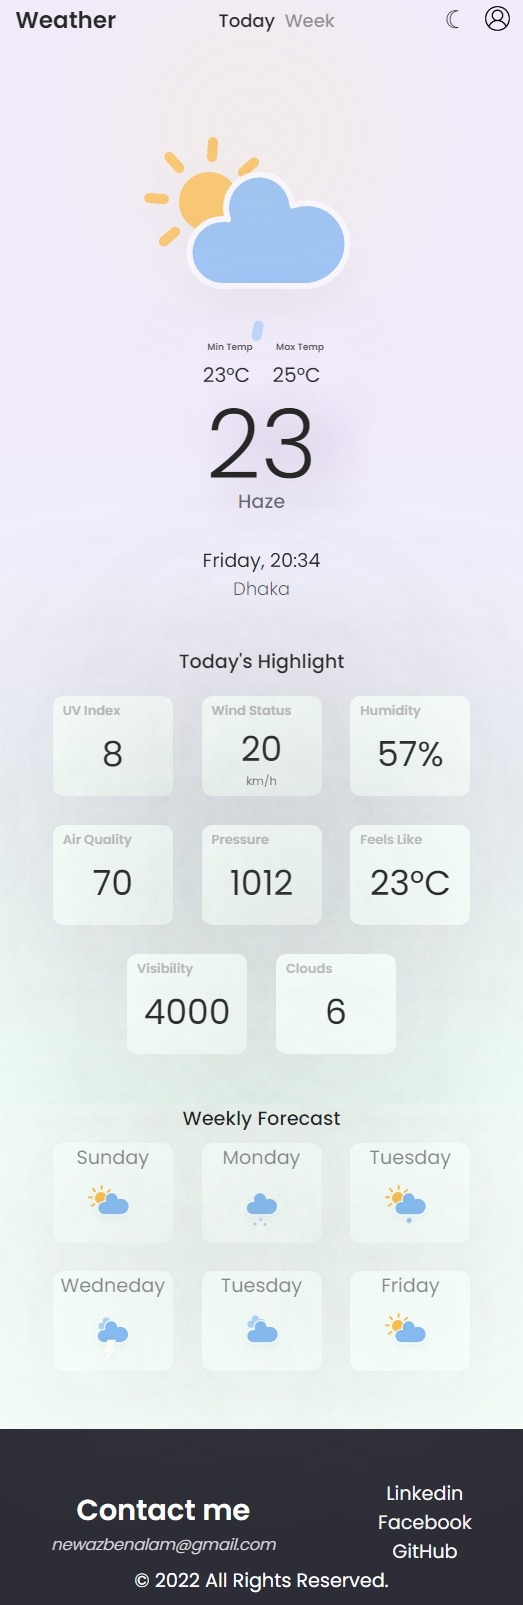 Weather Today Week
Min Temp Max Temp
23°C 25°C
23
Haze
Friday, 20:34
Dhaka
Today's Highlight
UV Index Wind Status Humidity
8 20 57%
km/h
Air Quality Pressure Feels Like
70 1012 23°C
Visibility Clouds
4000 6
Weekly Forecast
Sunday Monday Tuesday
Wedneday Tuesday Friday
Linkedin
Contact me
Facebook
newazbenalam@gmail.com
GitHub
© 2022 All Rights Reserved.